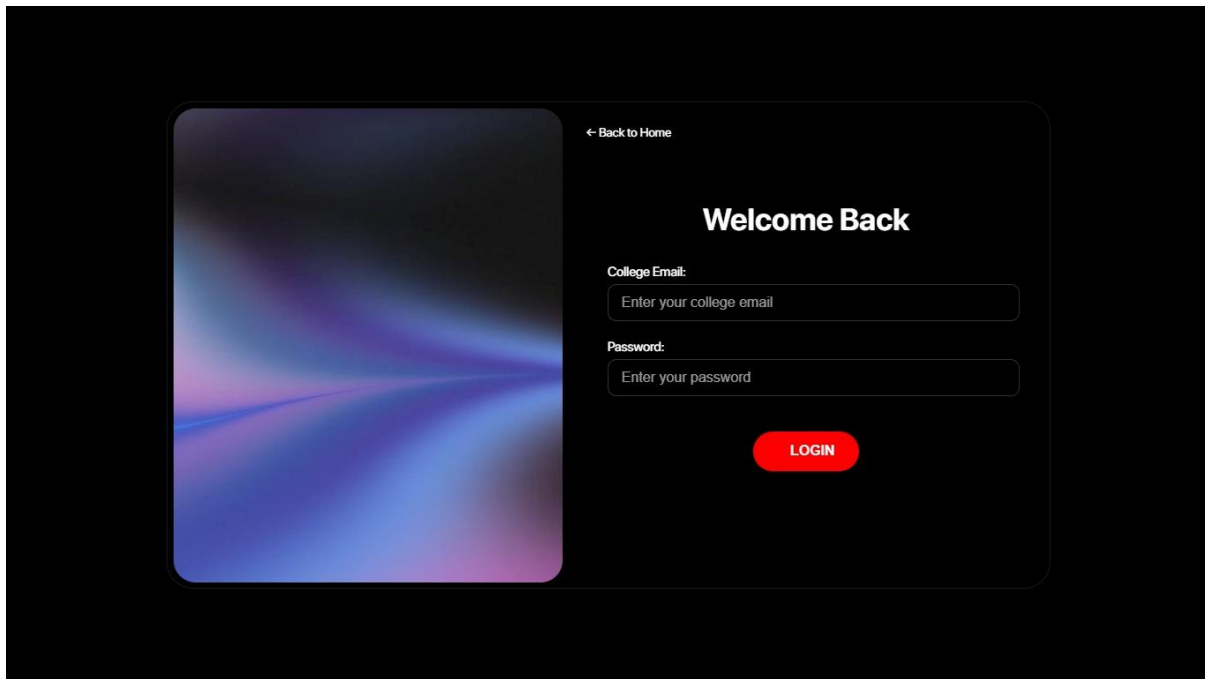 ← Back to Home
Welcome Back
College Email:
Enter your college email
Password:
Enter your password
LOGIN